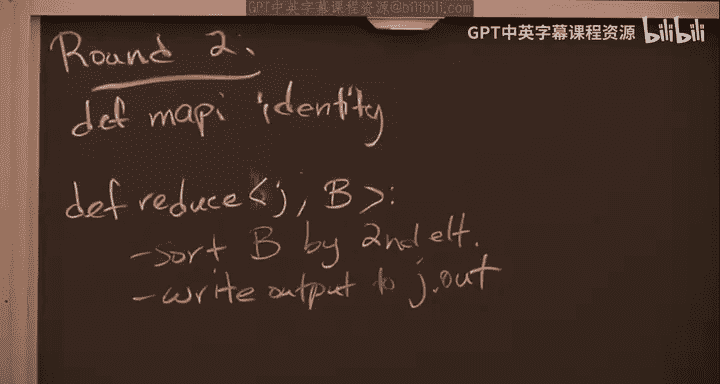 GPT中英字幕课程资源@bilibili.com
GPT中英字幕课程资源 bilibili
Round 2:
def map: identity
def reduce<j, B>:
-sort B by 2nd elt.
-write output to j.out